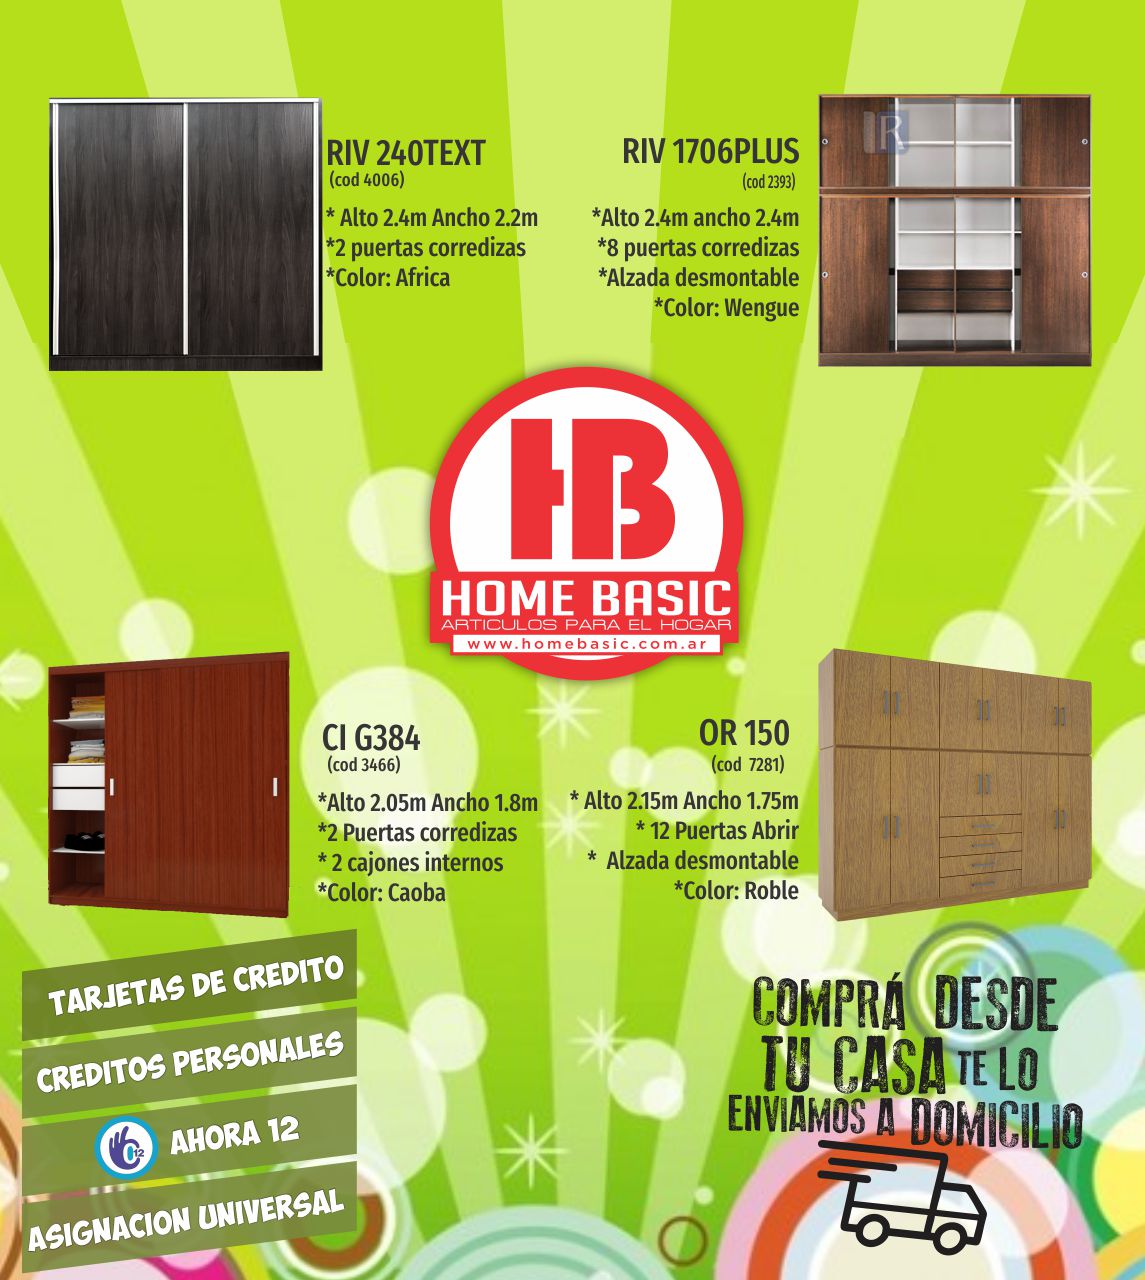 RIV 240TEXT
(cod 4006)
* Alto 2.4m Ancho 2.2m
*2 puertas corredizas
*Color: Africa
RIV 1706PLUS
(cod 2393)
*Alto 2.4m ancho 2.4m
*8 puertas corredizas
*Alzada desmontable
*Color: Wengue
R
HB
HOME BASIC
ARTICULOS PARA EL HOGAR
www.homebasic.com.ar
CI G384
(cod 3466)
*Alto 2.05m Ancho 1.8m
*2 Puertas corredizas
* 2 cajones internos
*Color: Caoba
OR 150
(cod 7281)
* Alto 2.15m Ancho 1.75m
* 12 Puertas Abrir
* Alzada desmontable
*Color: Roble
TARJETAS DE CREDITO
CREDITOS PERSONALES
12 AHORA 12
ASIGNACION UNIVERSAL
COMPRÁ DESDE
TU CASA TE LO
ENVIAMOS A DOMICILIO